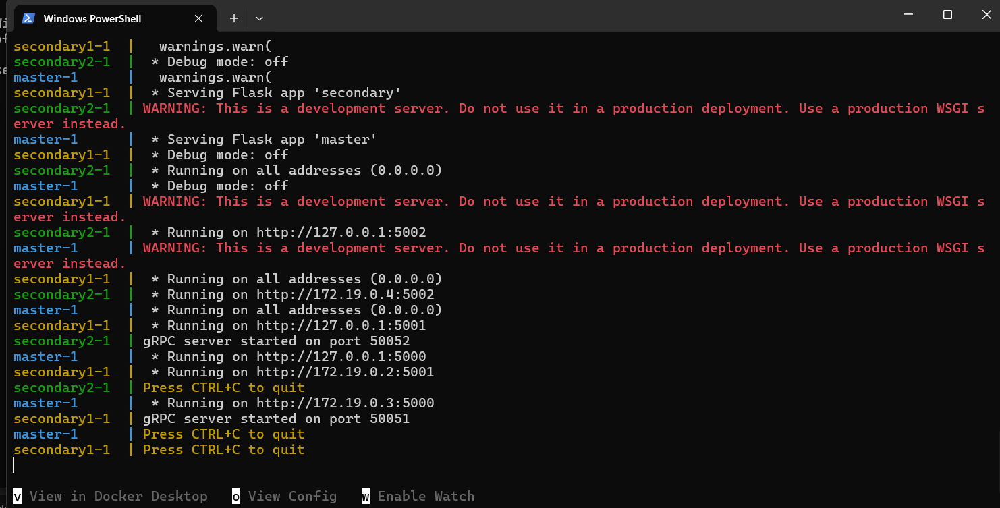 Windows PowerShell
secondary1-1  |   warnings.warn(
secondary2-1  |  * Debug mode: off
master-1      |   warnings.warn(
secondary1-1  |  * Serving Flask app 'secondary'
secondary2-1  | WARNING: This is a development server. Do not use it in a production deployment. Use a production WSGI s
erver instead.
master-1      |  * Serving Flask app 'master'
secondary1-1  |  * Debug mode: off
secondary2-1  |  * Running on all addresses (0.0.0.0)
master-1      |  * Debug mode: off
secondary1-1  | WARNING: This is a development server. Do not use it in a production deployment. Use a production WSGI s
erver instead.
secondary2-1  |  * Running on http://127.0.0.1:5002
master-1      | WARNING: This is a development server. Do not use it in a production deployment. Use a production WSGI s
erver instead.
secondary1-1  |  * Running on all addresses (0.0.0.0)
secondary2-1  |  * Running on http://172.19.0.4:5002
master-1      |  * Running on all addresses (0.0.0.0)
secondary1-1  |  * Running on http://127.0.0.1:5001
secondary2-1  | gRPC server started on port 50052
master-1      |  * Running on http://127.0.0.1:5000
secondary1-1  |  * Running on http://172.19.0.2:5001
secondary2-1  | Press CTRL+C to quit
master-1      |  * Running on http://172.19.0.3:5000
secondary1-1  | gRPC server started on port 50051
master-1      | Press CTRL+C to quit
secondary1-1  | Press CTRL+C to quit
v View in Docker Desktop   o View Config   w Enable Watch